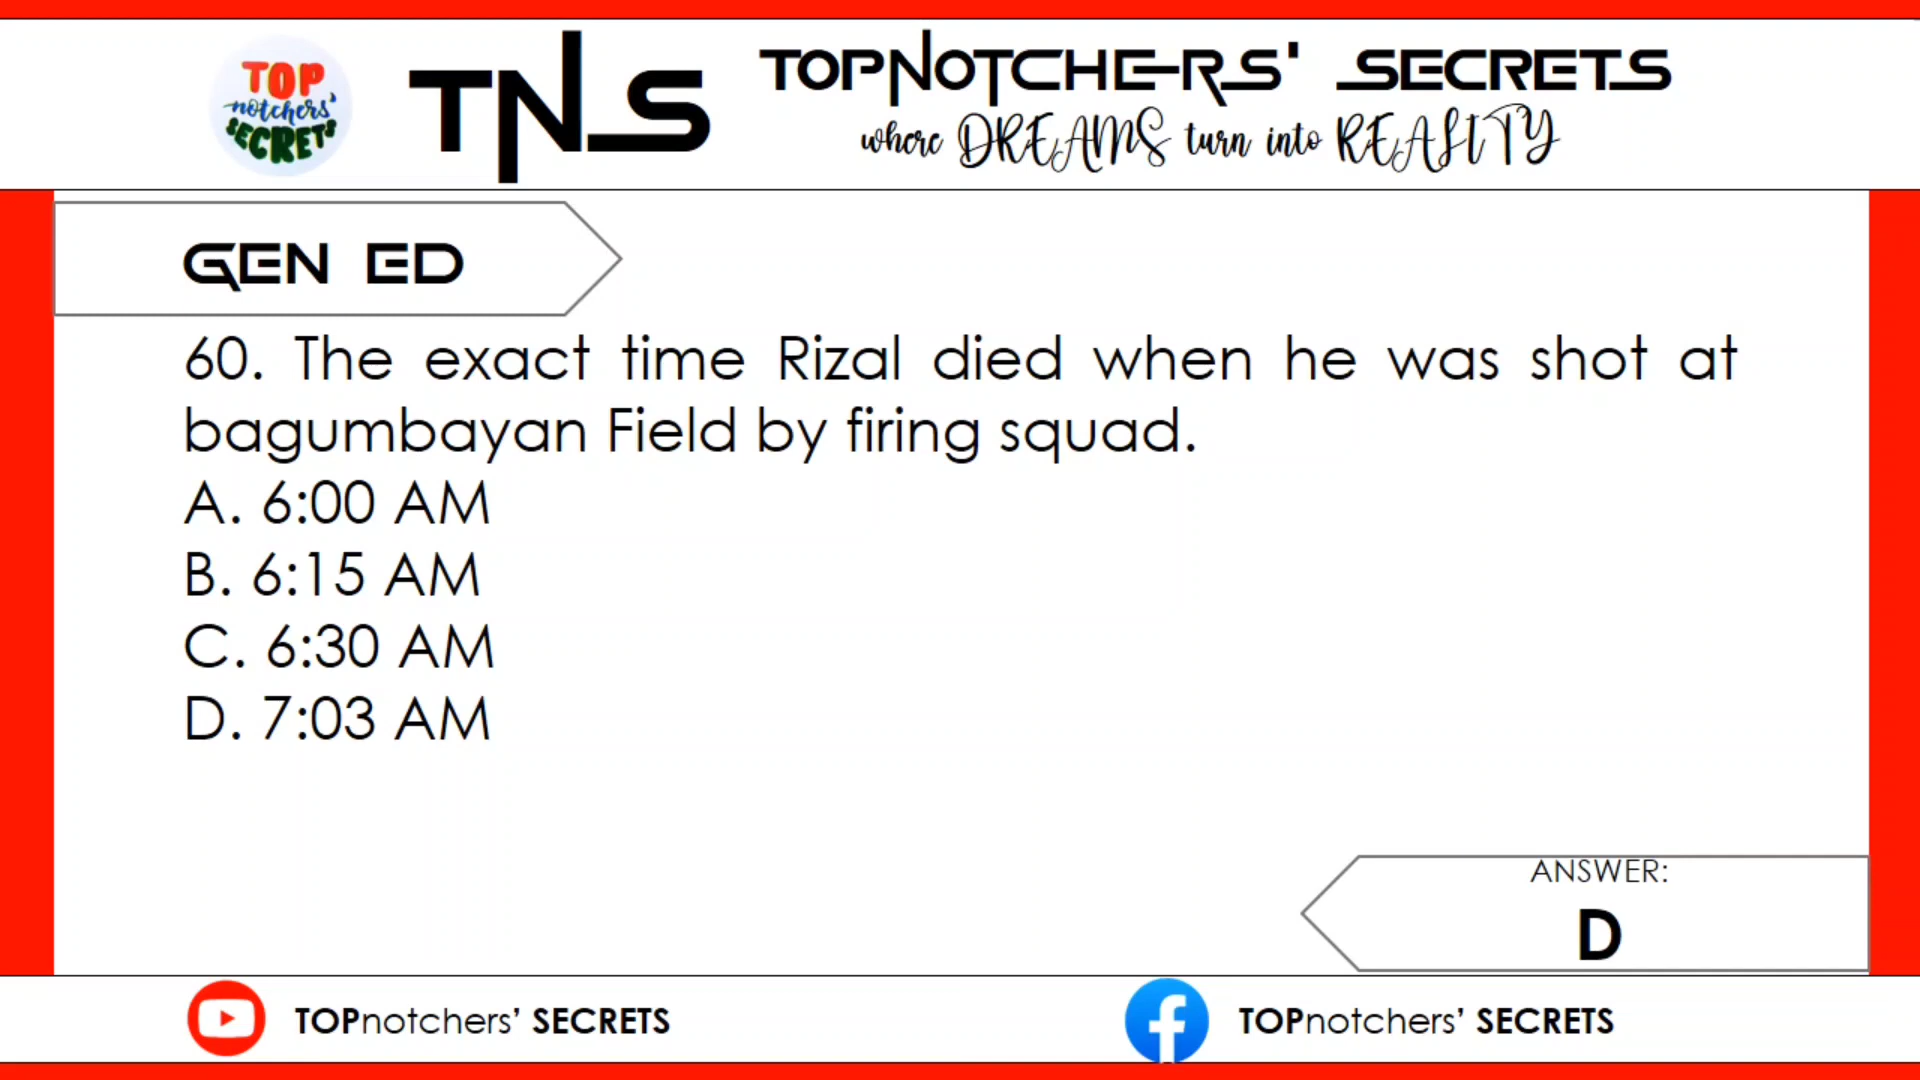 TOP
notchers'
SECRETS
TNS
TOPNOTCHERS' SECRETS
where DREAMS turn into REALITY
GEN ED
60. The exact time Rizal died when he was shot at
bagumbayan Field by firing squad.
A. 6:00 AM
B. 6:15 AM
C. 6:30 AM
D. 7:03 AM
ANSWER:
D
TOPnotchers’ SECRETS
TOPnotchers’ SECRETS